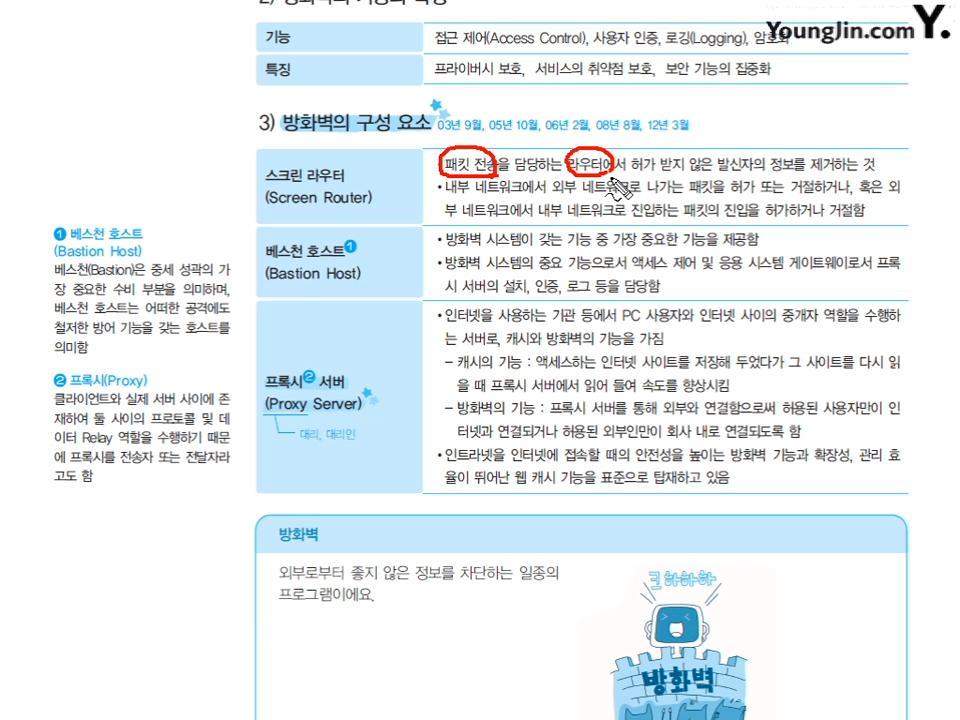 YoungJin.com Y.
기능
접근 제어(Access Control), 사용자 인증, 로깅(Logging), 암호화
특징
프라이버시 보호, 서비스의 취약점 보호, 보안 기능의 집중화
3) 방화벽의 구성 요소 03년 9월, 05년 10월, 06년 2월, 08년 8월, 12년 3월
스크린 라우터
(Screen Router)
• 패킷 전송을 담당하는 라우터에서 허가 받지 않은 발신자의 정보를 제거하는 것
• 내부 네트워크에서 외부 네트워크로 나가는 패킷을 허가 또는 거절하거나, 혹은 외
부 네트워크에서 내부 네트워크로 진입하는 패킷의 진입을 허가하거나 거절함
베스천 호스트1
(Bastion Host)
• 방화벽 시스템이 갖는 기능 중 가장 중요한 기능을 제공함
• 방화벽 시스템의 중요 기능으로서 액세스 제어 및 응용 시스템 게이트웨이로서 프록
시 서버의 설치, 인증, 로그 등을 담당함
프록시2 서버
(Proxy Server)
대리, 대리인
• 인터넷을 사용하는 기관 등에서 PC 사용자와 인터넷 사이의 중개자 역할을 수행하
는 서버로, 캐시와 방화벽의 기능을 가짐
– 캐시의 기능 : 액세스하는 인터넷 사이트를 저장해 두었다가 그 사이트를 다시 읽
을 때 프록시 서버에서 읽어 들여 속도를 향상시킴
– 방화벽의 기능 : 프록시 서버를 통해 외부와 연결함으로써 허용된 사용자만이 인
터넷과 연결되거나 허용된 외부인만이 회사 내로 연결되도록 함
• 인트라넷을 인터넷에 접속할 때의 안전성을 높이는 방화벽 기능과 확장성, 관리 효
율이 뛰어난 웹 캐시 기능을 표준으로 탑재하고 있음
1 베스천 호스트
(Bastion Host)
베스천(Bastion)은 중세 성곽의 가
장 중요한 수비 부분을 의미하며,
베스천 호스트는 어떠한 공격에도
철저한 방어 기능을 갖는 호스트를
의미함
2 프록시(Proxy)
클라이언트와 실제 서버 사이에 존
재하여 둘 사이의 프로토콜 및 데
이터 Relay 역할을 수행하기 때문
에 프록시를 전송자 또는 전달자라
고도 함
방화벽
외부로부터 좋지 않은 정보를 차단하는 일종의
프로그램이에요.
크하하하
방화벽